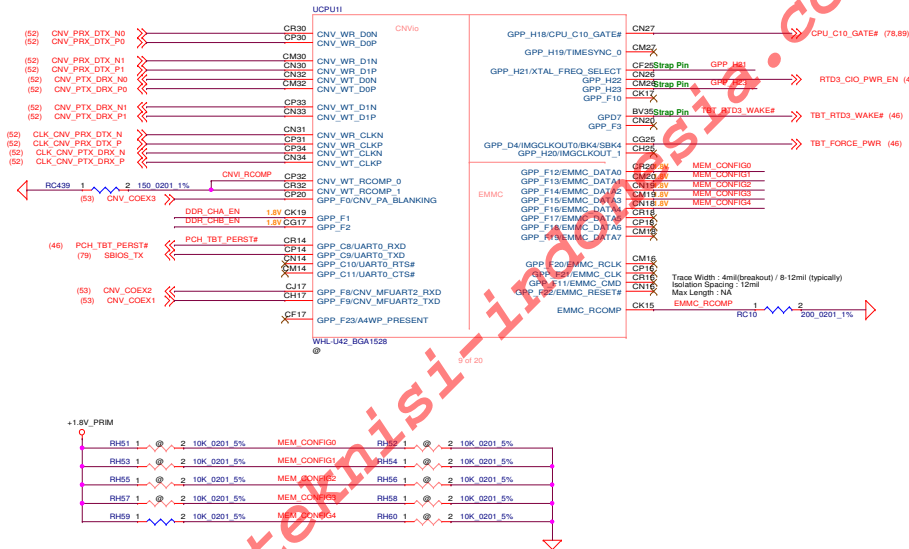 UCPU1I
CNVio
(52) CNV_PRX_DTX_N0 CR30 CNV_WR_D0N
(52) CNV_PRX_DTX_P0 CP30 CNV_WR_D0P
(52) CNV_PRX_DTX_N1 CM30 CNV_WR_D1N
(52) CNV_PRX_DTX_P1 CN30 CNV_WR_D1P
(52) CNV_PTX_DRX_N0 CN32 CNV_WT_D0N
(52) CNV_PTX_DRX_P0 CM32 CNV_WT_D0P
(52) CNV_PTX_DRX_N1 CP33 CNV_WT_D1N
(52) CNV_PTX_DRX_P1 CN33 CNV_WT_D1P
(52) CLK_CNV_PRX_DTX_N CN31 CNV_WR_CLKN
(52) CLK_CNV_PRX_DTX_P CP31 CNV_WR_CLKP
(52) CLK_CNV_PTX_DRX_N CP34 CNV_WT_CLKN
(52) CLK_CNV_PTX_DRX_P CN34 CNV_WT_CLKP
RC439 1 2 150_0201_1% CNVI_RCOMP CP32 CNV_WT_RCOMP_0
CR32 CNV_WT_RCOMP_1
(53) CNV_COEX3 CP20 GPP_F0/CNV_PA_BLANKING
DDR_CHA_EN 1.8V CK19 GPP_F1
DDR_CHB_EN 1.8V CG17 GPP_F2
(46) PCH_TBT_PERST# PCH_TBT_PERST# CR14 GPP_C8/UART0_RXD
(79) SBIOS_TX CP14 GPP_C9/UART0_TXD
CN14 GPP_C10/UART0_RTS#
CM14 GPP_C11/UART0_CTS#
(53) CNV_COEX2 CJ17 GPP_F8/CNV_MFUART2_RXD
(53) CNV_COEX1 CH17 GPP_F9/CNV_MFUART2_TXD
CF17 GPP_F23/A4WP_PRESENT
GPP_H18/CPU_C10_GATE# CN27 CPU_C10_GATE# (78,89)
GPP_H19/TIMESYNC_0 CM27
GPP_H21/XTAL_FREQ_SELECT CF25 Strap Pin GPP_H21
GPP_H22 CN26 RTD3_CIO_PWR_EN (4
GPP_H23 CM26 Strap Pin GPP_H23
GPP_F10 CK17
GPD7 BV35 Strap Pin TBT_RTD3_WAKE# TBT_RTD3_WAKE# (46)
GPP_F3 CN20
GPP_D4/IMGCLKOUT0/BK4/SBK4 CG25 TBT_FORCE_PWR (46)
GPP_H20/IMGCLKOUT_1 CH25
EMMC
GPP_F12/EMMC_DATA0 CR20 1.8V MEM_CONFIG0
GPP_F13/EMMC_DATA1 CM20 1.8V MEM_CONFIG1
GPP_F14/EMMC_DATA2 CN19 1.8V MEM_CONFIG2
GPP_F15/EMMC_DATA3 CM19 1.8V MEM_CONFIG3
GPP_F16/EMMC_DATA4 CN18 1.8V MEM_CONFIG4
GPP_F17/EMMC_DATA5 CR18
GPP_F18/EMMC_DATA6 CP18
GPP_F19/EMMC_DATA7 CM18
GPP_F20/EMMC_RCLK CM16
GPP_F21/EMMC_RCLK CP16
GPP_F11/EMMC_CMD CR16
GPP_F22/EMMC_RESET# CN16
EMMC_RCOMP CK15 EMMC_RCOMP 1 2
RC10 200_0201_1%
Trace Width : 4mil(breakout) / 8-12mil (typically)
Isolation Spacing : 12mil
Max Length : NA
WHL-U42_BGA1528
@
9 of 20
+1.8V_PRIM
RH51 1 @ 2 10K_0201_5% MEM_CONFIG0 RH52 1 @ 2 10K_0201_5%
RH53 1 @ 2 10K_0201_5% MEM_CONFIG1 RH54 1 @ 2 10K_0201_5%
RH55 1 @ 2 10K_0201_5% MEM_CONFIG2 RH56 1 @ 2 10K_0201_5%
RH57 1 @ 2 10K_0201_5% MEM_CONFIG3 RH58 1 @ 2 10K_0201_5%
RH59 1 2 10K_0201_5% MEM_CONFIG4 RH60 1 @ 2 10K_0201_5%
teknisi-indonesia.co